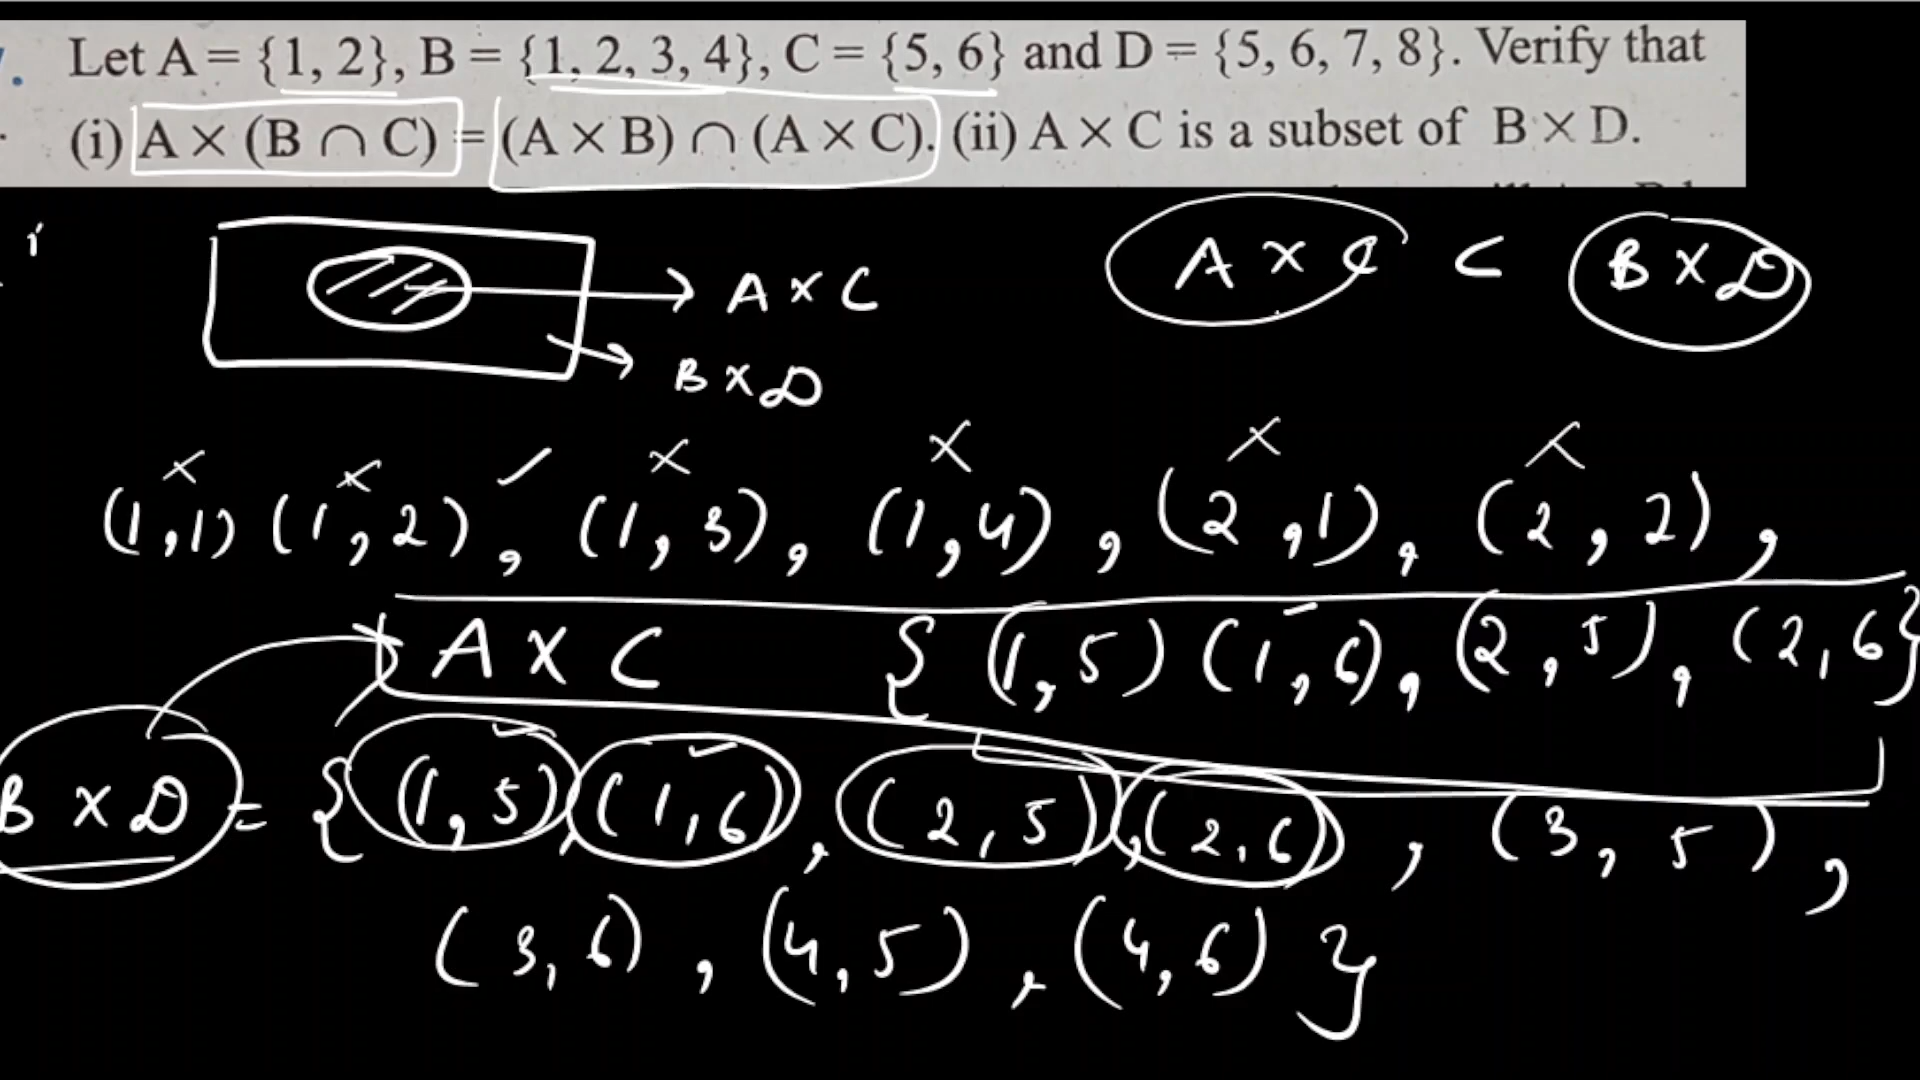 . Let A = {1, 2}, B = {1, 2, 3, 4}, C = {5, 6} and D = {5, 6, 7, 8}. Verify that
(i) A × (B ∩ C) = (A × B) ∩ (A × C). (ii) A × C is a subset of B × D.
A × C ⊂ B × D
A × C
B × D
(1,1) (1,2), (1,3), (1,4), (2,1), (2,2),
A × C { (1,5) (1,6), (2,5), (2,6}
B × D = { (1,5), (1,6), (2,5), (2,6), (3,5),
(3,6), (4,5), (4,6) }